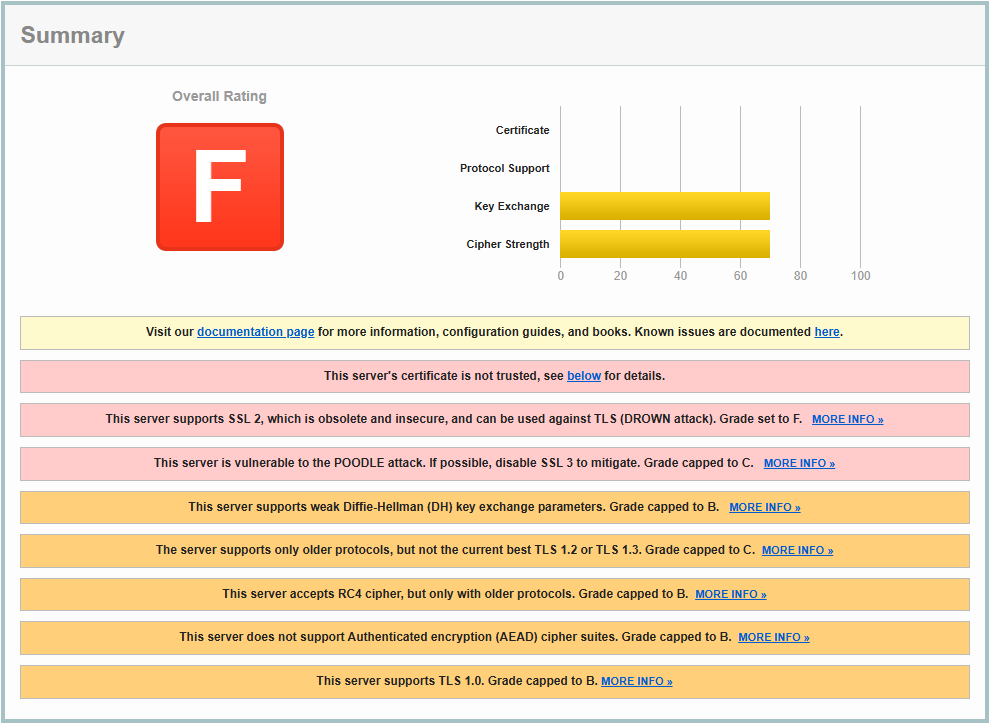 Summary
Overall Rating
F
Certificate
Protocol Support
Key Exchange
Cipher Strength
0 20 40 60 80 100
Visit our documentation page for more information, configuration guides, and books. Known issues are documented here.
This server's certificate is not trusted, see below for details.
This server supports SSL 2, which is obsolete and insecure, and can be used against TLS (DROWN attack). Grade set to F. MORE INFO »
This server is vulnerable to the POODLE attack. If possible, disable SSL 3 to mitigate. Grade capped to C. MORE INFO »
This server supports weak Diffie-Hellman (DH) key exchange parameters. Grade capped to B. MORE INFO »
The server supports only older protocols, but not the current best TLS 1.2 or TLS 1.3. Grade capped to C. MORE INFO »
This server accepts RC4 cipher, but only with older protocols. Grade capped to B. MORE INFO »
This server does not support Authenticated encryption (AEAD) cipher suites. Grade capped to B. MORE INFO »
This server supports TLS 1.0. Grade capped to B. MORE INFO »